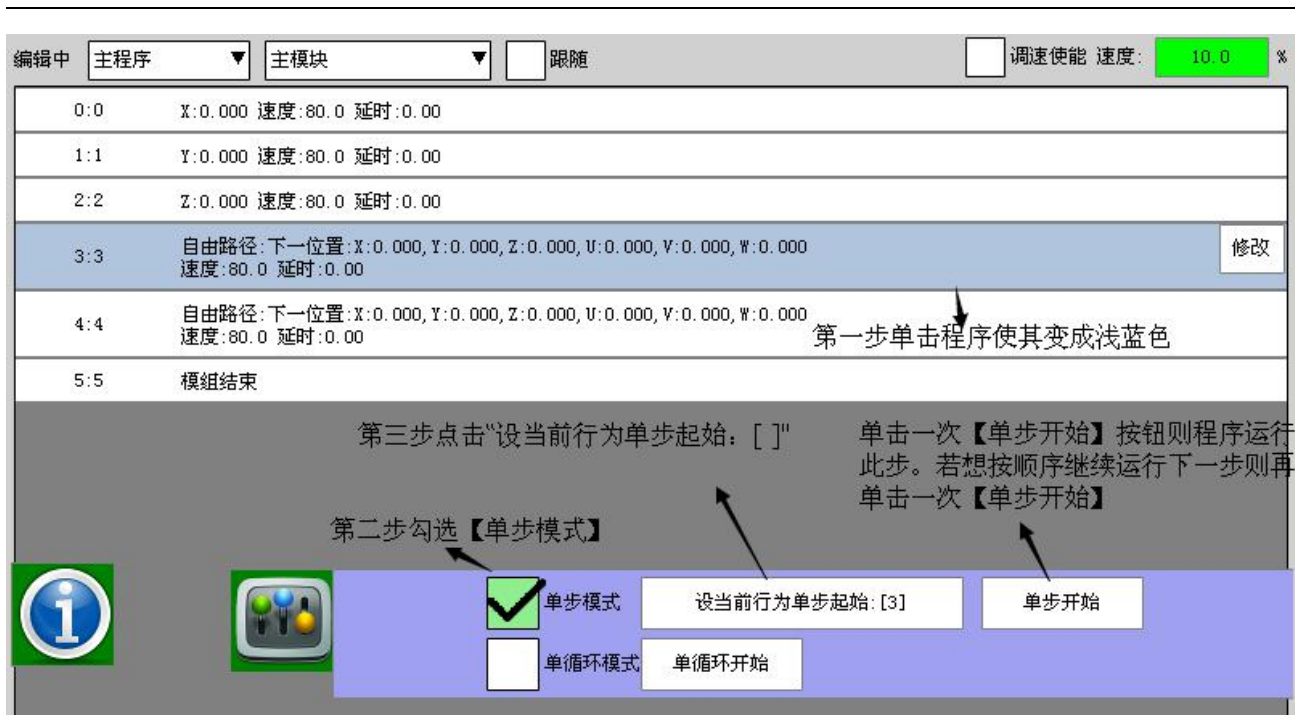 编辑中 主程序 ▼ 主模块 ▼ 跟随 调速使能 速度: 10.0 %
0:0 X:0.000 速度:80.0 延时:0.00
1:1 Y:0.000 速度:80.0 延时:0.00
2:2 Z:0.000 速度:80.0 延时:0.00
3:3 自由路径:下一位置:X:0.000,Y:0.000,Z:0.000,U:0.000,V:0.000,W:0.000
速度:80.0 延时:0.00
修改
4:4 自由路径:下一位置:X:0.000,Y:0.000,Z:0.000,U:0.000,V:0.000,W:0.000
速度:80.0 延时:0.00
第一步单击程序使其变成浅蓝色
5:5 模组结束
第三步点击“设当前行为单步起始：[ ]"
单击一次【单步开始】按钮则程序运行
此步。若想按顺序继续运行下一步则再
单击一次【单步开始】
第二步勾选【单步模式】
单步模式 设当前行为单步起始:[3] 单步开始
单循环模式 单循环开始